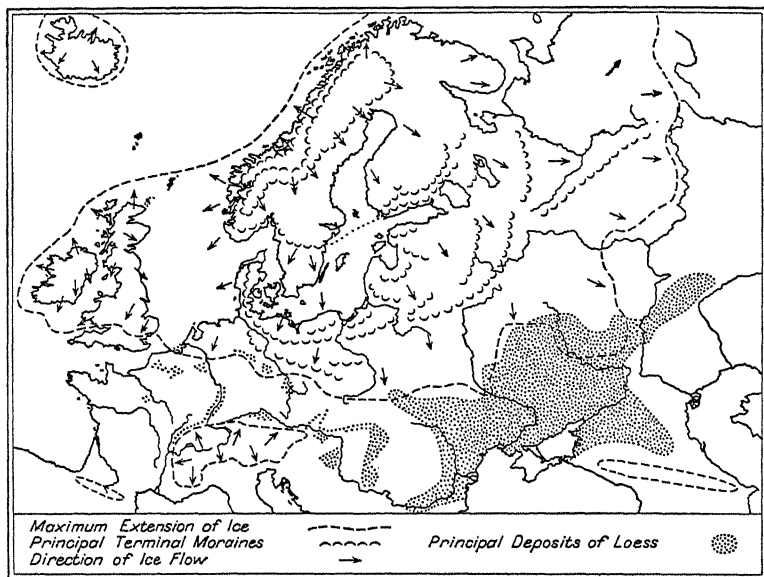 Maximum Extension of Ice
Principal Terminal Moraines
Direction of Ice Flow
Principal Deposits of Loess